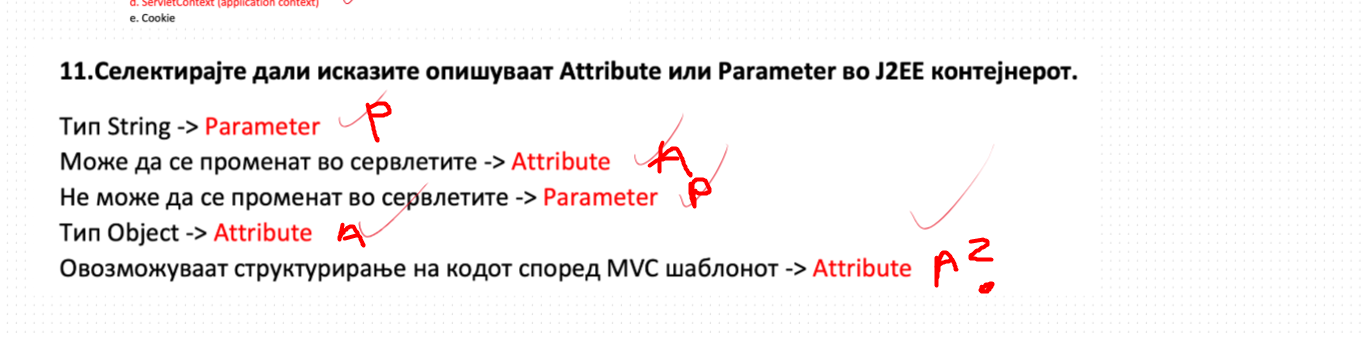 d. ServletContext (application context)
e. Cookie
11.Селектирајте дали исказите опишуваат Attribute или Parameter во J2EE контејнерот.
Тип String -> Parameter P
Може да се променат во сервлетите -> Attribute A
Не може да се променат во сервлетите -> Parameter P
Тип Object -> Attribute A
Овозможуваат структурирање на кодот според MVC шаблонот -> Attribute A?